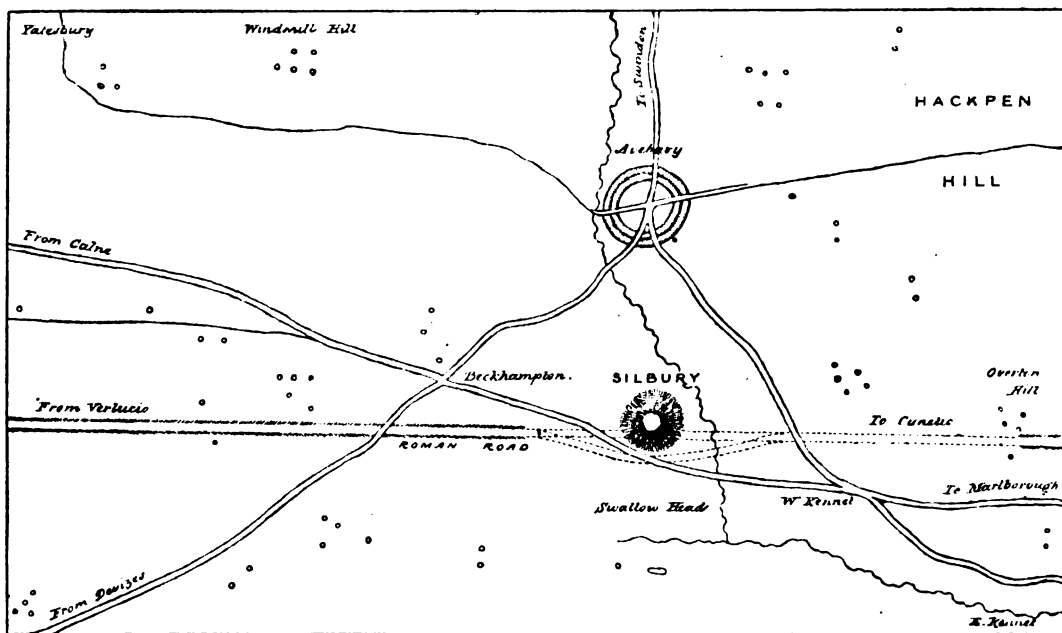 Yatesbury
Windmill Hill
To Swindon
HACKPEN
Avebury
HILL
From Calne
Beckhampton.
SILBURY
Overton
Hill
From Verlucio
To Cunetio
ROMAN ROAD
To Marlborough
Swallow Head
W Kennet
From Devizes
E. Kennet